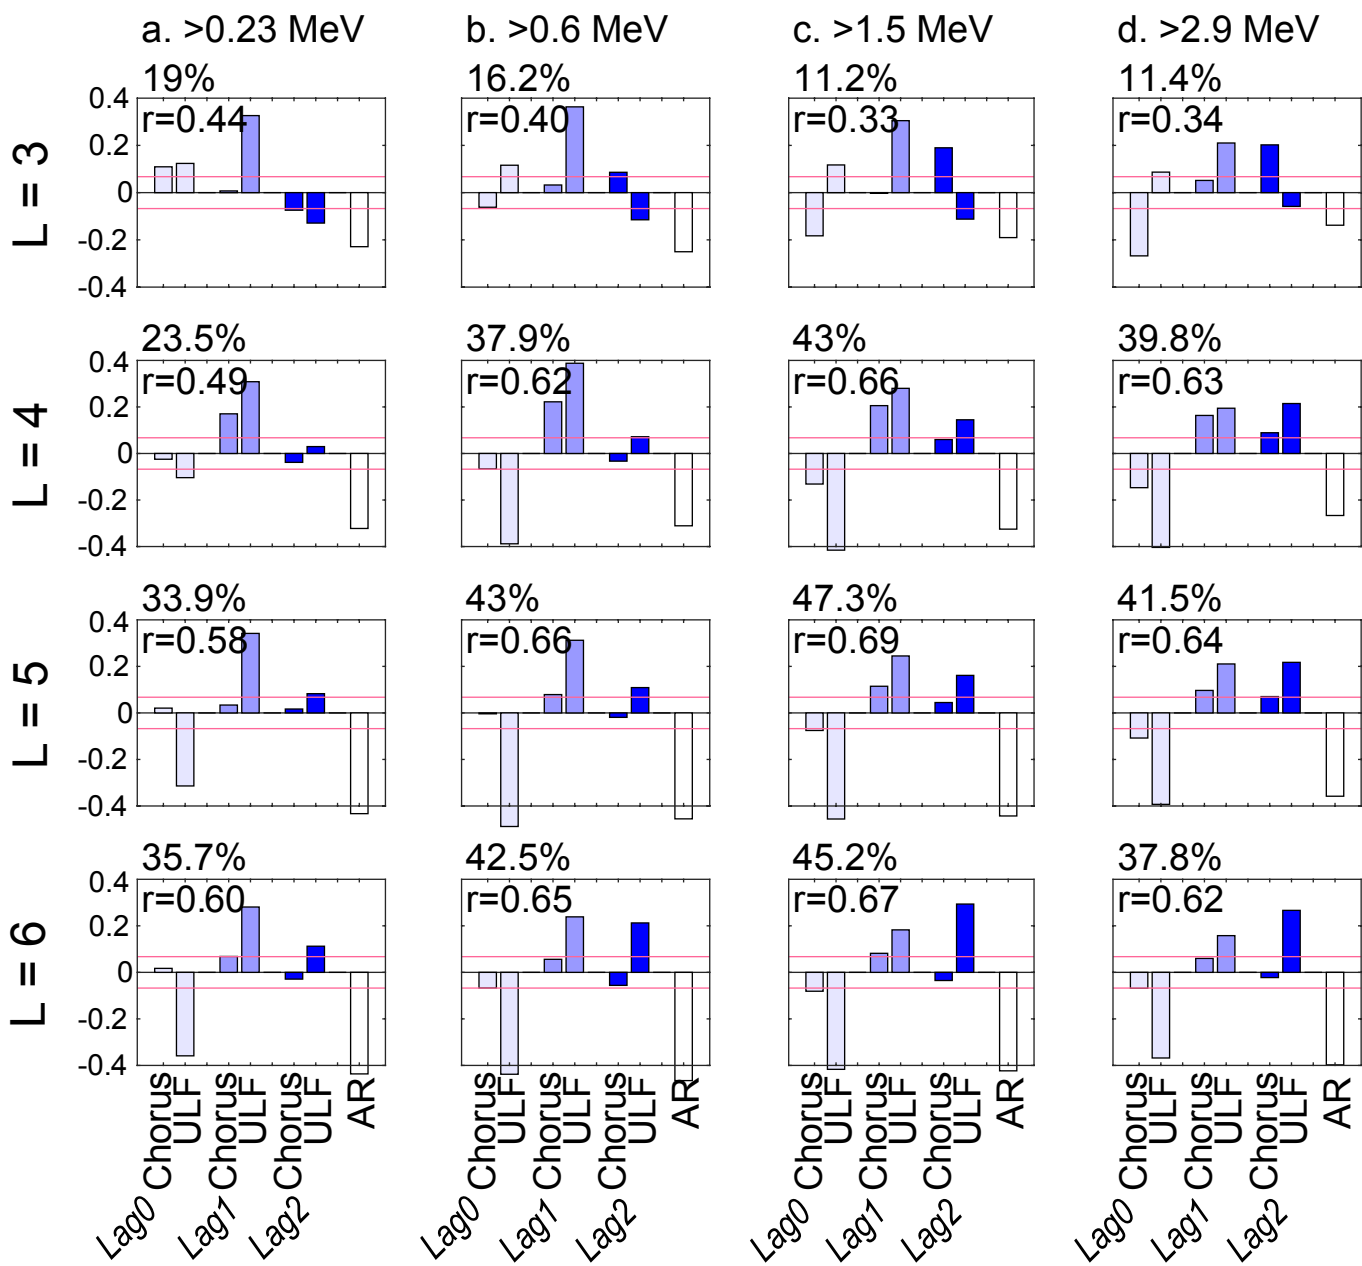 a. >0.23 MeV b. >0.6 MeV c. >1.5 MeV d. >2.9 MeV
19% 16.2% 11.2% 11.4%
0.4 r=0.44 r=0.40 r=0.33 r=0.34
0.2
L = 3 0
-0.2
-0.4
23.5% 37.9% 43% 39.8%
0.4 r=0.49 r=0.62 r=0.66 r=0.63
0.2
L = 4 0
-0.2
-0.4
33.9% 43% 47.3% 41.5%
0.4 r=0.58 r=0.66 r=0.69 r=0.64
0.2
L = 5 0
-0.2
-0.4
35.7% 42.5% 45.2% 37.8%
0.4 r=0.60 r=0.65 r=0.67 r=0.62
0.2
L = 6 0
-0.2
-0.4
Chorus ULF Chorus ULF Chorus ULF AR Chorus ULF Chorus ULF Chorus ULF AR Chorus ULF Chorus ULF Chorus ULF AR Chorus ULF Chorus ULF Chorus ULF AR
Lag0 Lag1 Lag2 Lag0 Lag1 Lag2 Lag0 Lag1 Lag2 Lag0 Lag1 Lag2